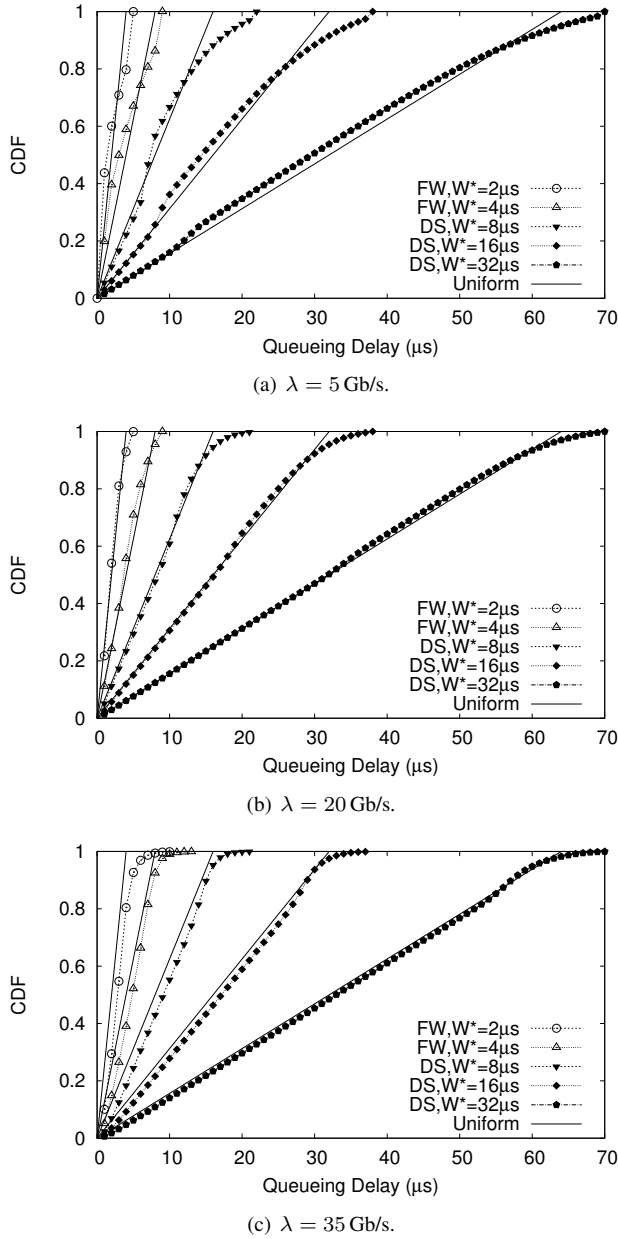 1
0.8
0.6
0.4
0.2
0
CDF
FW,W*=2μs
FW,W*=4μs
DS,W*=8μs
DS,W*=16μs
DS,W*=32μs
Uniform
0 10 20 30 40 50 60 70
Queueing Delay (μs)
(a) λ = 5 Gb/s.
1
0.8
0.6
0.4
0.2
0
CDF
FW,W*=2μs
FW,W*=4μs
DS,W*=8μs
DS,W*=16μs
DS,W*=32μs
Uniform
0 10 20 30 40 50 60 70
Queueing Delay (μs)
(b) λ = 20 Gb/s.
1
0.8
0.6
0.4
0.2
0
CDF
FW,W*=2μs
FW,W*=4μs
DS,W*=8μs
DS,W*=16μs
DS,W*=32μs
Uniform
0 10 20 30 40 50 60 70
Queueing Delay (μs)
(c) λ = 35 Gb/s.